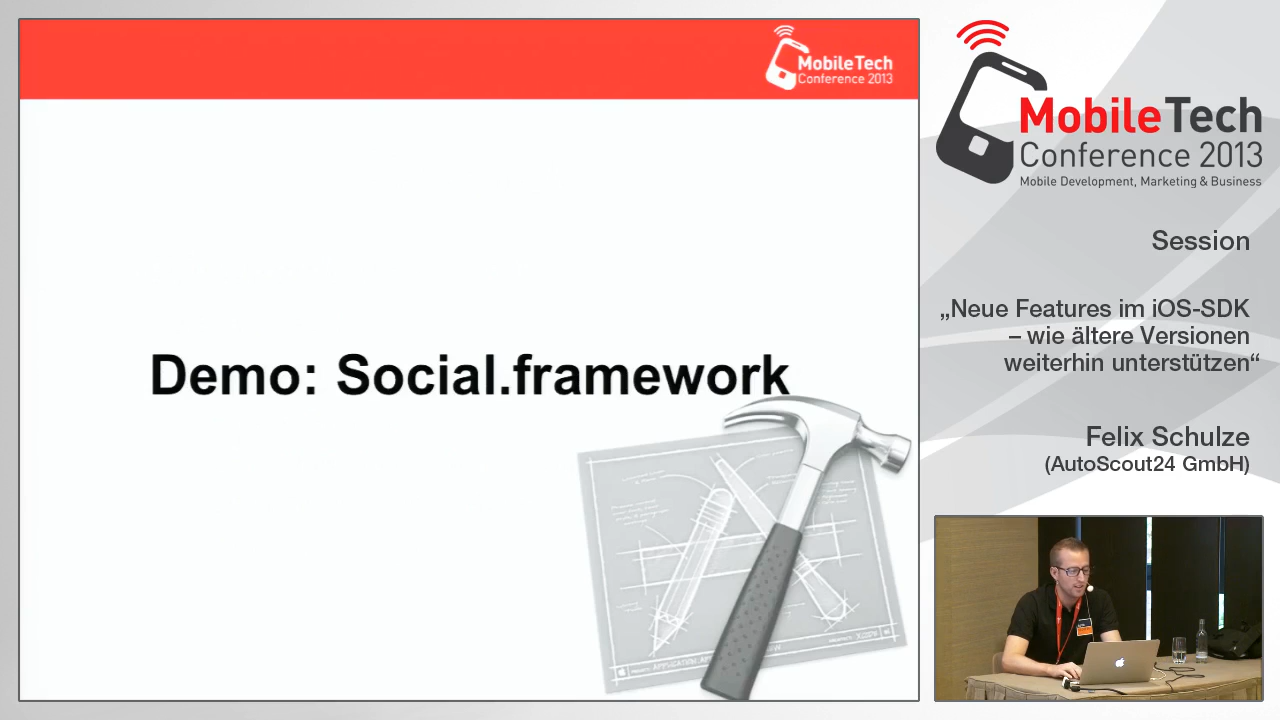 MobileTech
Conference 2013
Demo: Social.framework
MobileTech
Conference 2013
Mobile Development, Marketing & Business
Session
„Neue Features im iOS-SDK
– wie ältere Versionen
weiterhin unterstützen“
Felix Schulze
(AutoScout24 GmbH)